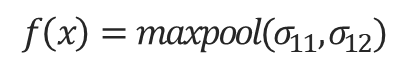 f(x) = maxpool(σ₁₁,σ₁₂)